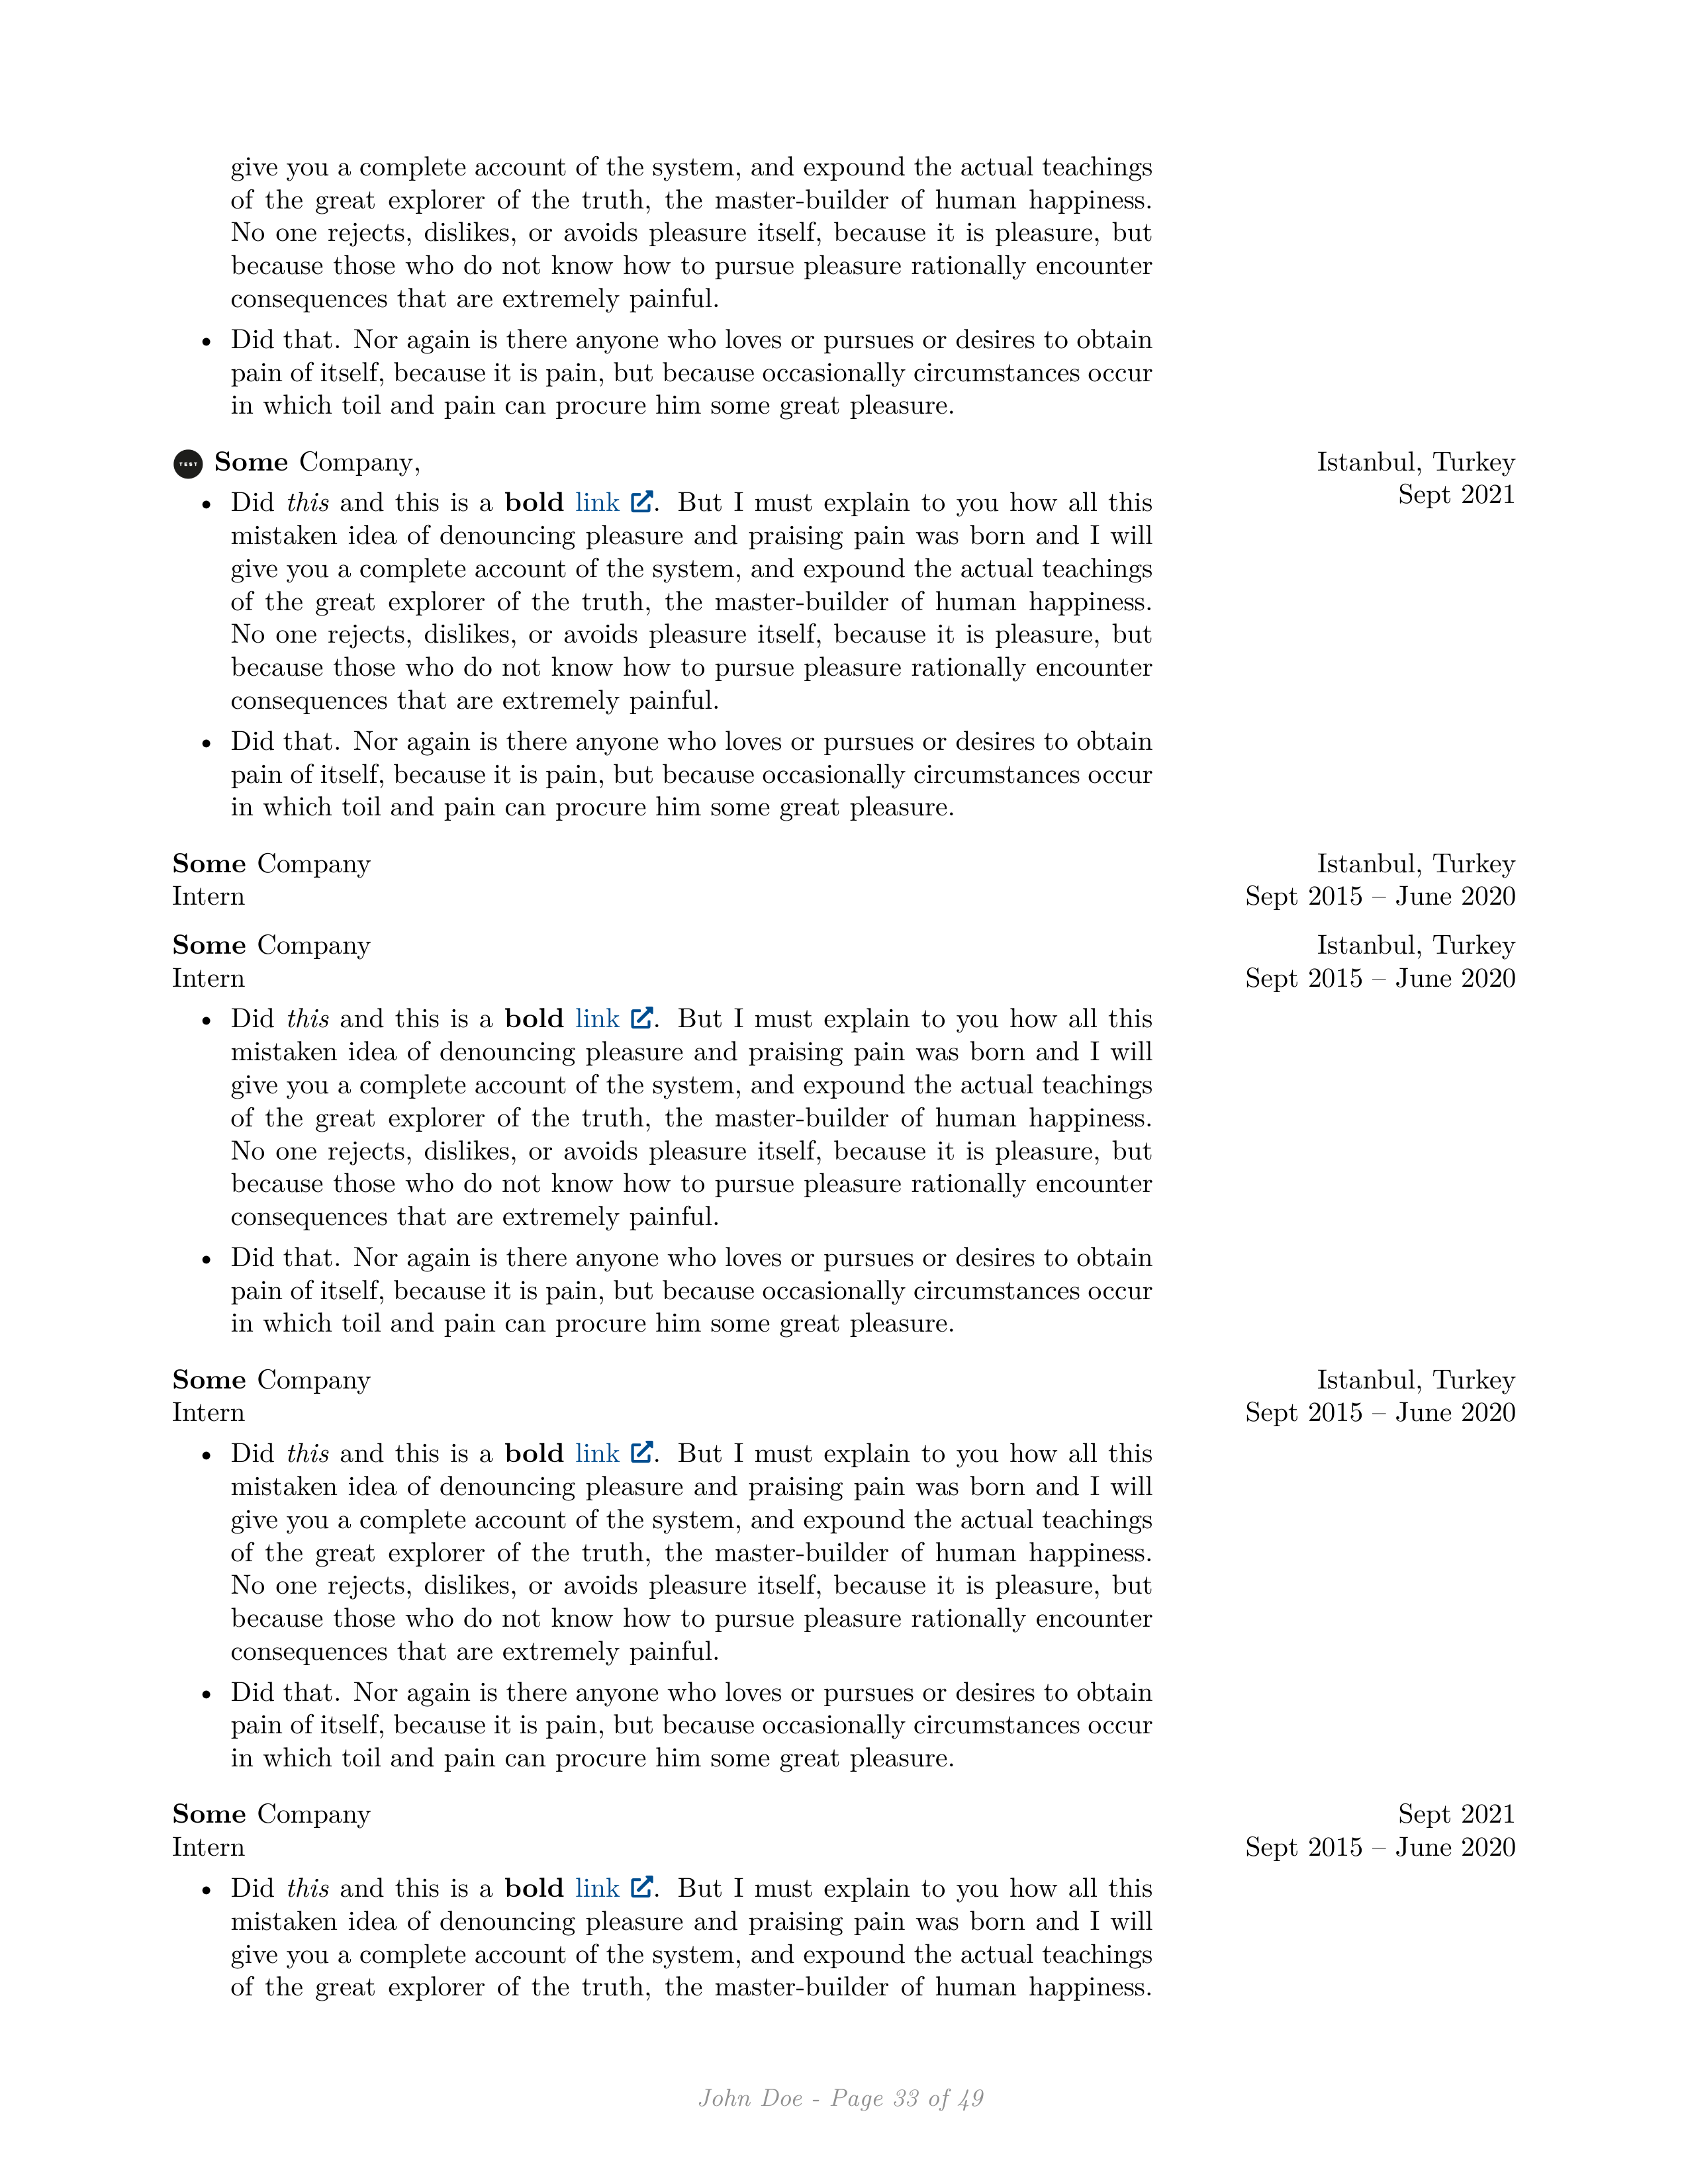 give you a complete account of the system, and expound the actual teachings
of the great explorer of the truth, the master-builder of human happiness.
No one rejects, dislikes, or avoids pleasure itself, because it is pleasure, but
because those who do not know how to pursue pleasure rationally encounter
consequences that are extremely painful.
• Did that. Nor again is there anyone who loves or pursues or desires to obtain
pain of itself, because it is pain, but because occasionally circumstances occur
in which toil and pain can procure him some great pleasure.
TEST Some Company, Istanbul, Turkey
Sept 2021
• Did this and this is a bold link. But I must explain to you how all this
mistaken idea of denouncing pleasure and praising pain was born and I will
give you a complete account of the system, and expound the actual teachings
of the great explorer of the truth, the master-builder of human happiness.
No one rejects, dislikes, or avoids pleasure itself, because it is pleasure, but
because those who do not know how to pursue pleasure rationally encounter
consequences that are extremely painful.
• Did that. Nor again is there anyone who loves or pursues or desires to obtain
pain of itself, because it is pain, but because occasionally circumstances occur
in which toil and pain can procure him some great pleasure.
Some Company Istanbul, Turkey
Intern Sept 2015 – June 2020
Some Company Istanbul, Turkey
Intern Sept 2015 – June 2020
• Did this and this is a bold link. But I must explain to you how all this
mistaken idea of denouncing pleasure and praising pain was born and I will
give you a complete account of the system, and expound the actual teachings
of the great explorer of the truth, the master-builder of human happiness.
No one rejects, dislikes, or avoids pleasure itself, because it is pleasure, but
because those who do not know how to pursue pleasure rationally encounter
consequences that are extremely painful.
• Did that. Nor again is there anyone who loves or pursues or desires to obtain
pain of itself, because it is pain, but because occasionally circumstances occur
in which toil and pain can procure him some great pleasure.
Some Company Istanbul, Turkey
Intern Sept 2015 – June 2020
• Did this and this is a bold link. But I must explain to you how all this
mistaken idea of denouncing pleasure and praising pain was born and I will
give you a complete account of the system, and expound the actual teachings
of the great explorer of the truth, the master-builder of human happiness.
No one rejects, dislikes, or avoids pleasure itself, because it is pleasure, but
because those who do not know how to pursue pleasure rationally encounter
consequences that are extremely painful.
• Did that. Nor again is there anyone who loves or pursues or desires to obtain
pain of itself, because it is pain, but because occasionally circumstances occur
in which toil and pain can procure him some great pleasure.
Some Company Sept 2021
Intern Sept 2015 – June 2020
• Did this and this is a bold link. But I must explain to you how all this
mistaken idea of denouncing pleasure and praising pain was born and I will
give you a complete account of the system, and expound the actual teachings
of the great explorer of the truth, the master-builder of human happiness.
John Doe - Page 33 of 49